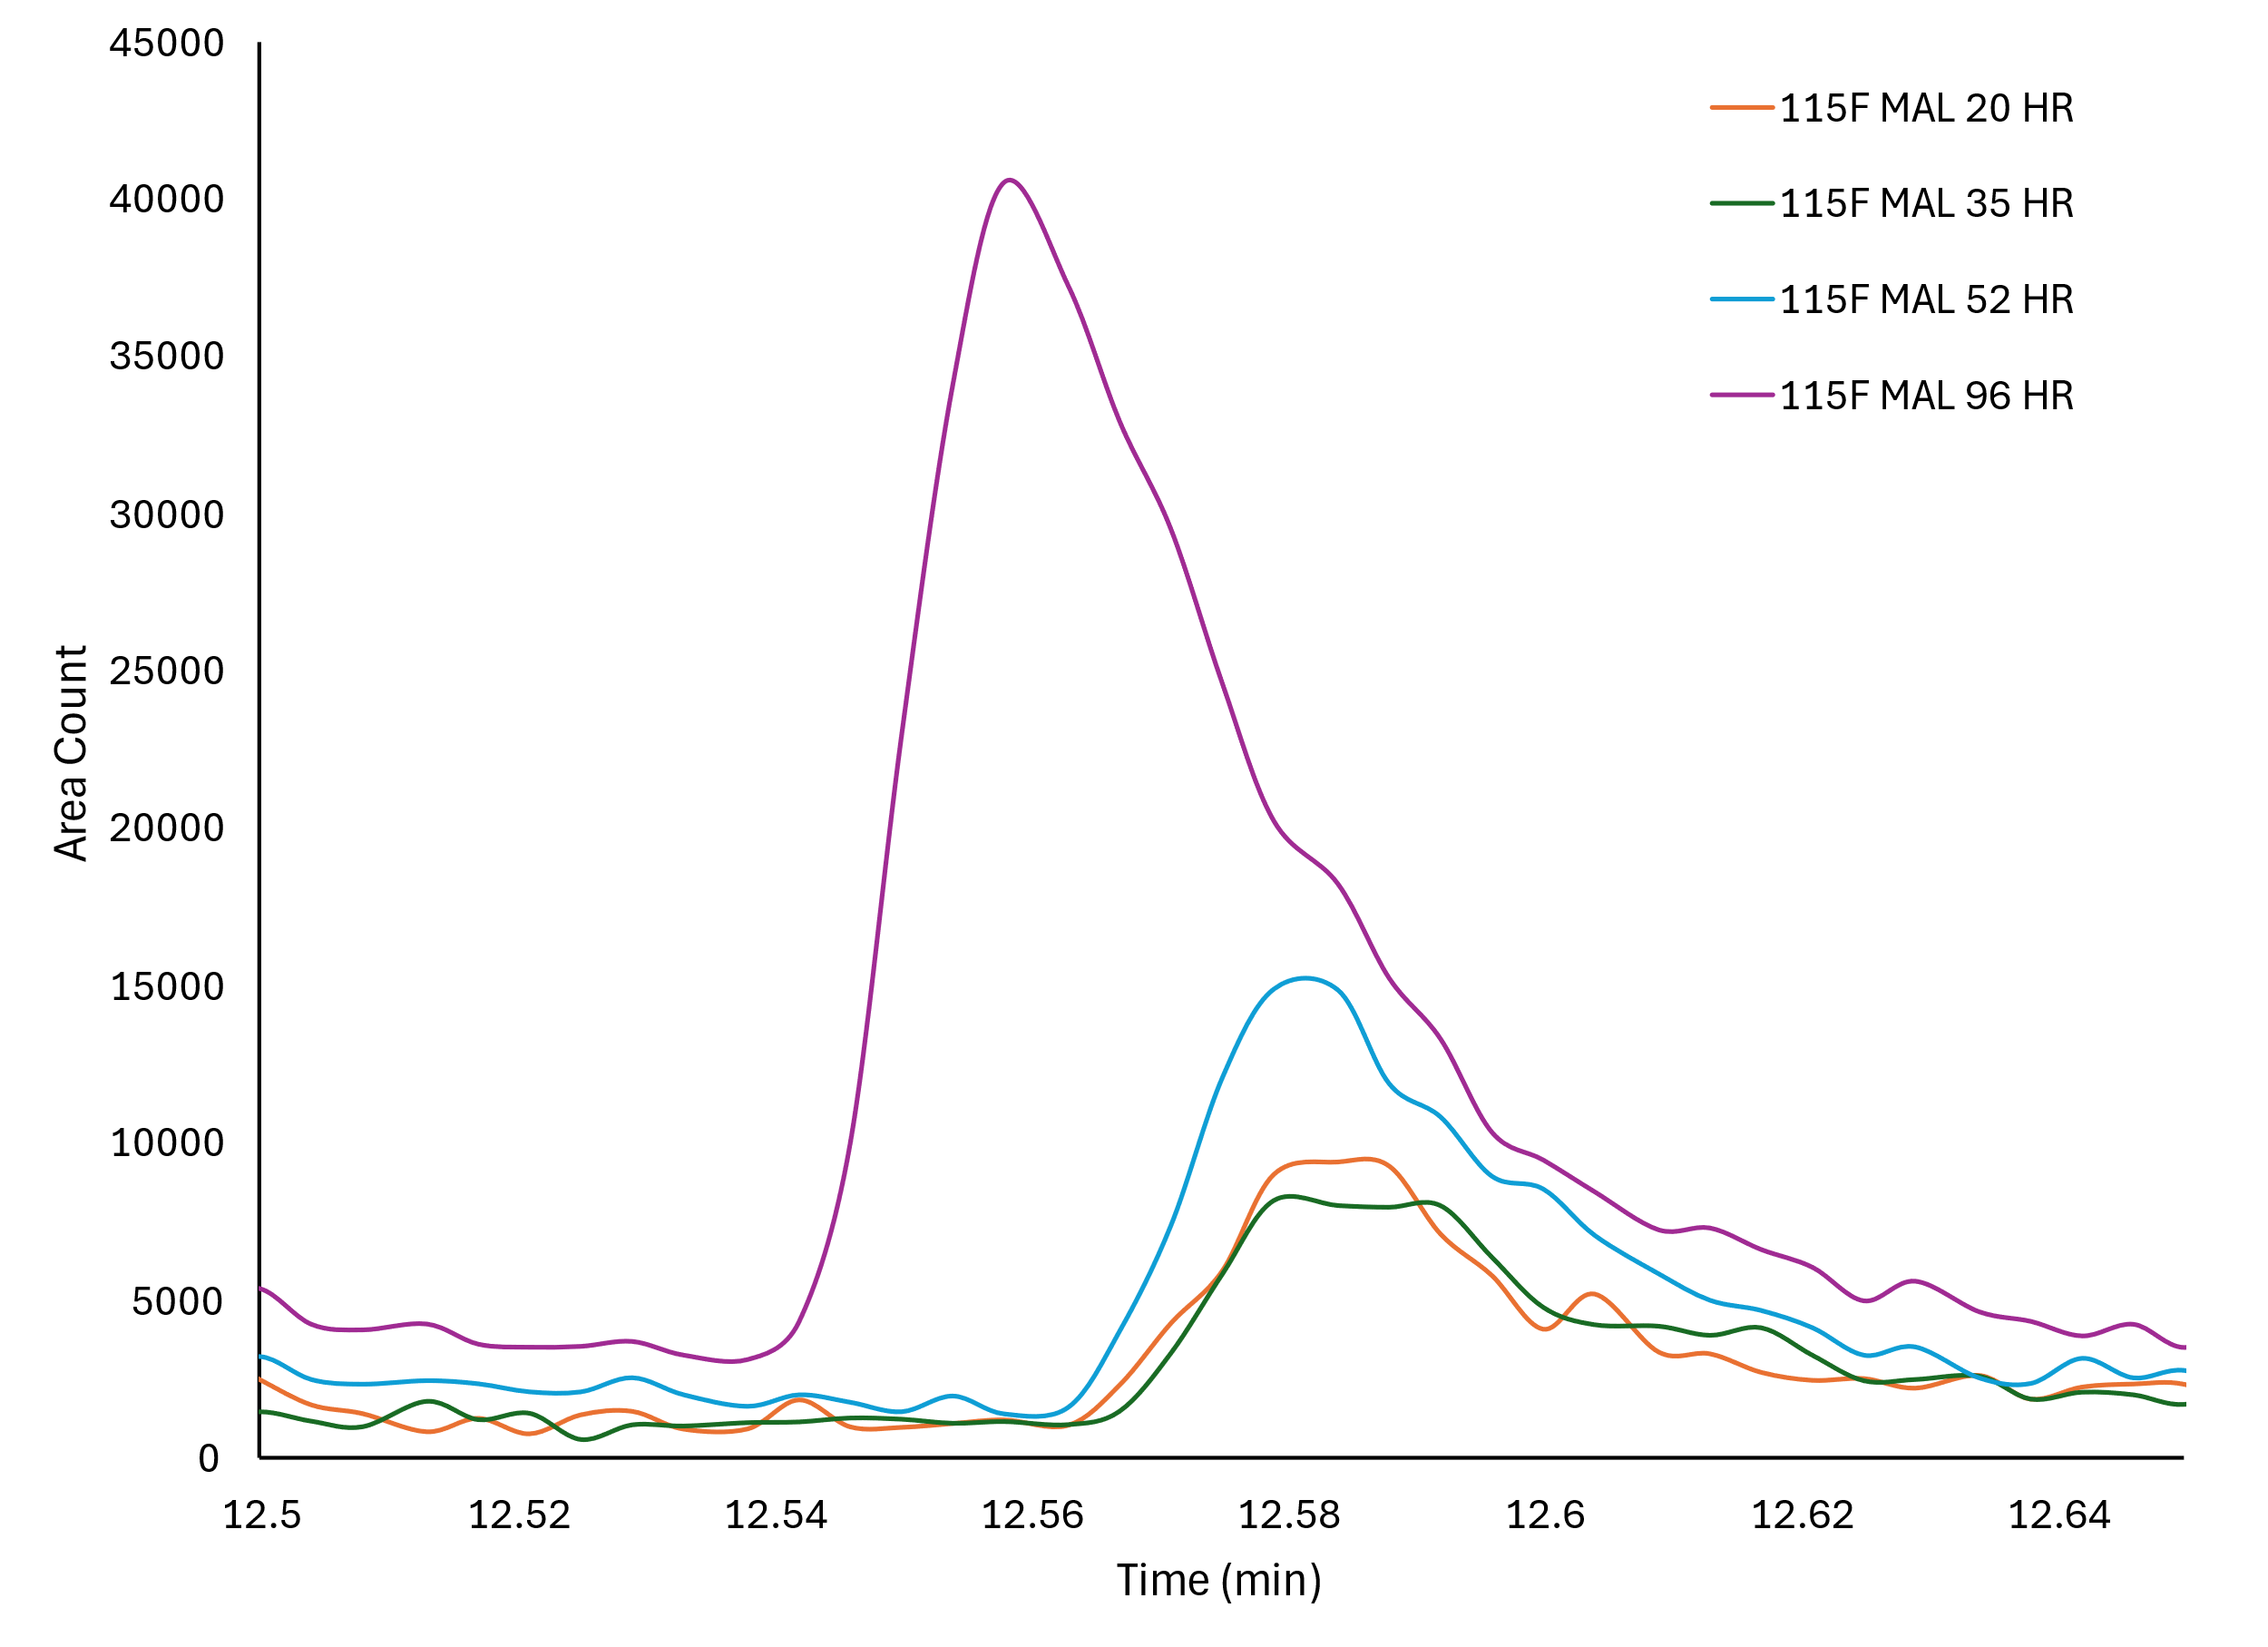 45000
40000
35000
30000
25000
20000
15000
10000
5000
0
Area Count
12.5 12.52 12.54 12.56 12.58 12.6 12.62 12.64
Time (min)
115F MAL 20 HR
115F MAL 35 HR
115F MAL 52 HR
115F MAL 96 HR